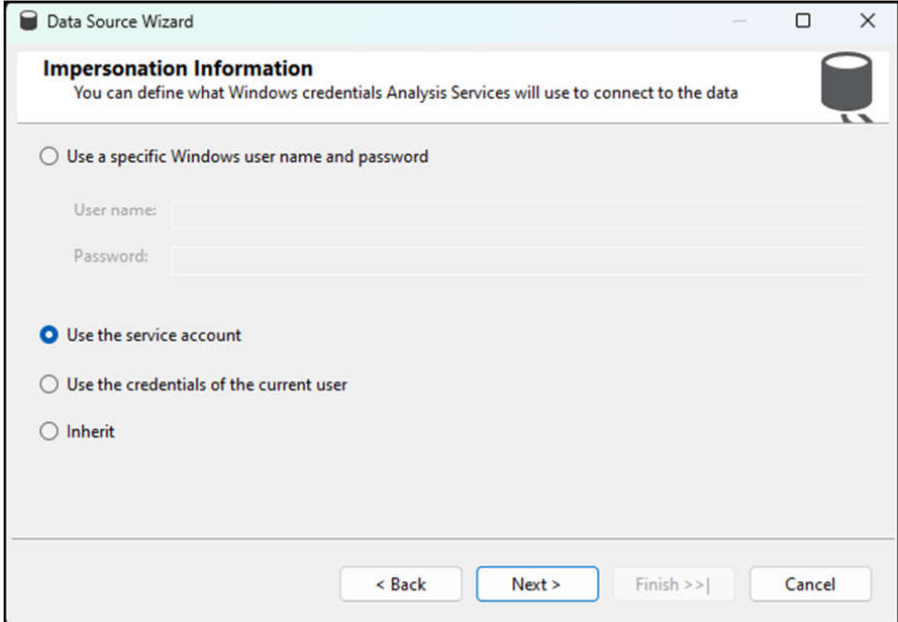 Data Source Wizard
Impersonation Information
You can define what Windows credentials Analysis Services will use to connect to the data
Use a specific Windows user name and password
User name:
Password:
Use the service account
Use the credentials of the current user
Inherit
< Back
Next >
Finish >>|
Cancel